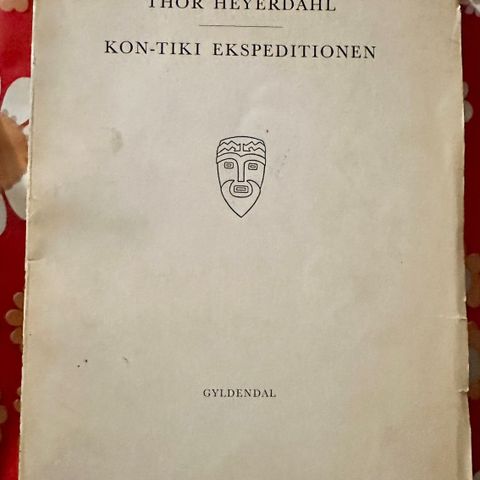 THOR HEYERDAHL
KON-TIKI EKSPEDITIONEN
GYLDENDAL